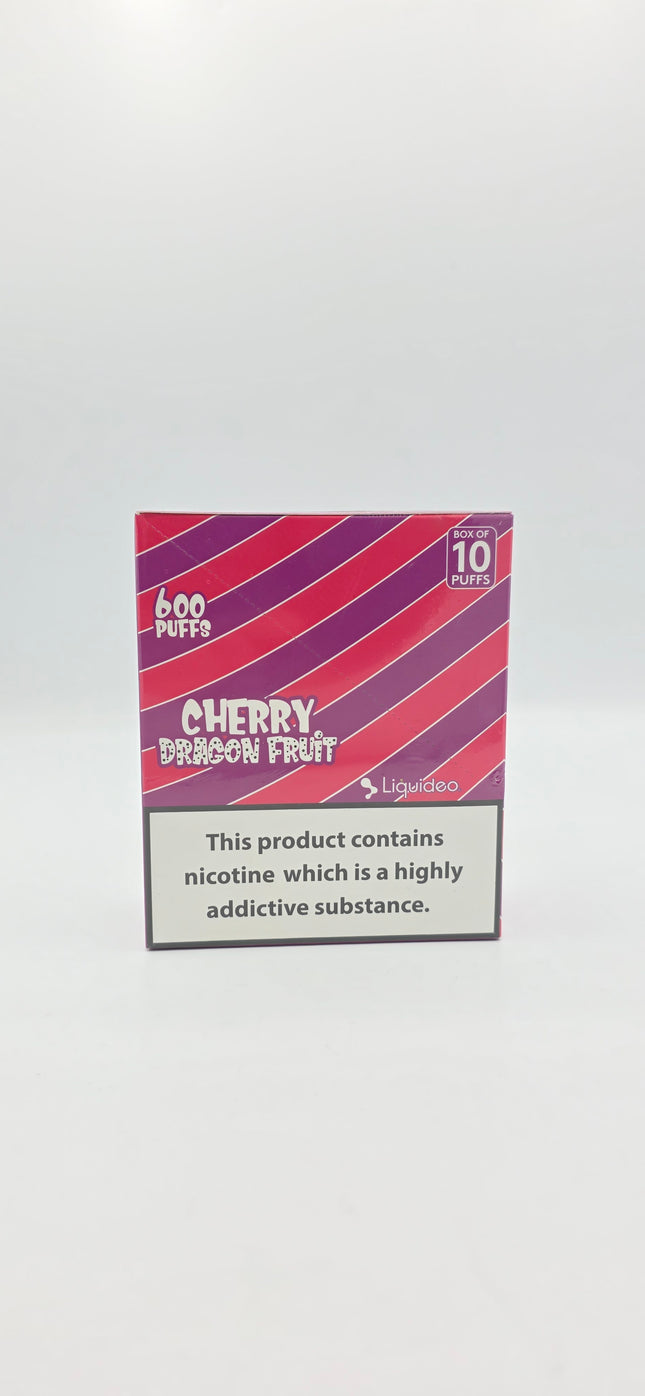 BOX OF
10
PUFFS
600
PUFFS
CHERRY
DRAGON FRUIT
Liquideo
This product contains
nicotine which is a highly
addictive substance.